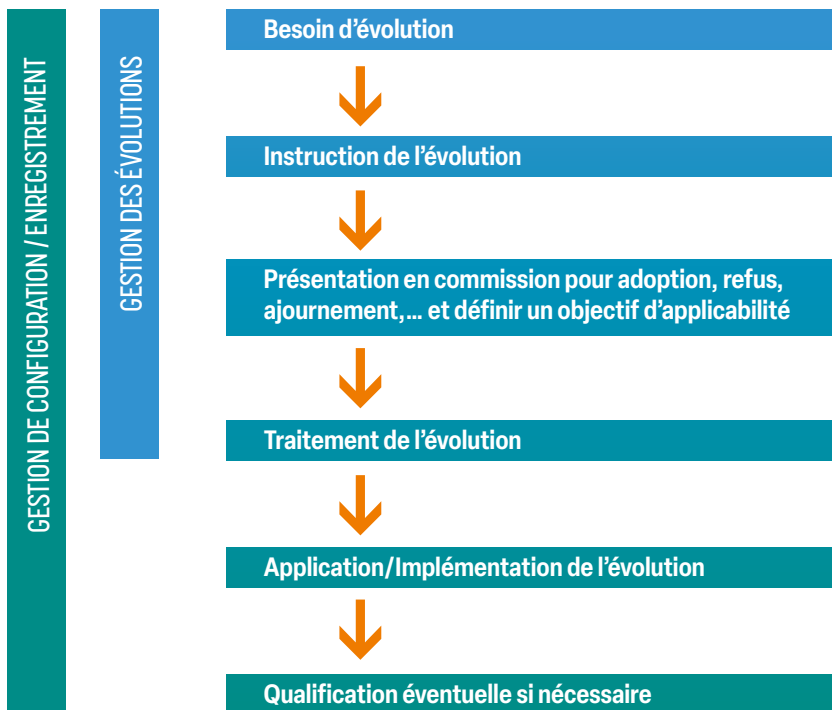 GESTION DE CONFIGURATION / ENREGISTREMENT
GESTION DES ÉVOLUTIONS
Besoin d’évolution
Instruction de l’évolution
Présentation en commission pour adoption, refus,
ajournement,... et définir un objectif d’applicabilité
Traitement de l’évolution
Application/Implémentation de l’évolution
Qualification éventuelle si nécessaire